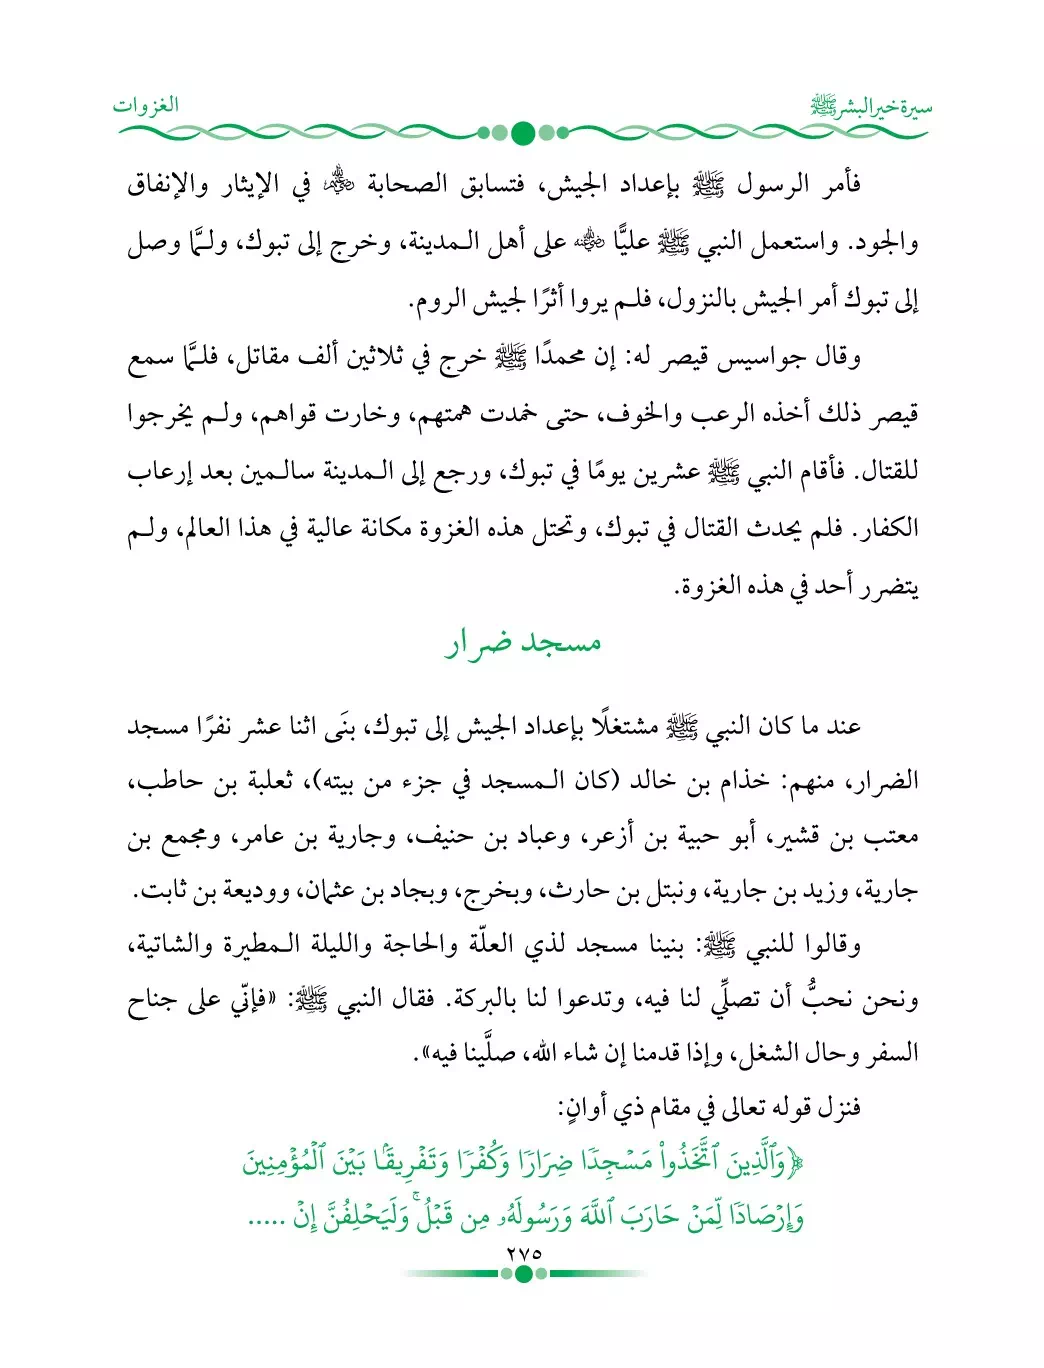 سيرة خير البشر ﷺ
الغزوات
فأمر الرسول ﷺ بإعداد الجيش، فتسابق الصحابة ﵃ في الإيثار والإنفاق
والجود. واستعمل النبي ﷺ عليًّا ﵁ على أهل الـمدينة، وخرج إلى تبوك، ولـمَّا وصل
إلى تبوك أمر الجيش بالنزول، فلـم يروا أثرًا لجيش الروم.
وقال جواسيس قيصر له: إن محمدًا ﷺ خرج في ثلاثين ألف مقاتل، فلـمَّا سمع
قيصر ذلك أخذه الرعب والخوف، حتى خمدت همتهم، وخارت قواهم، ولـم يخرجوا
للقتال. فأقام النبي ﷺ عشرين يومًا في تبوك، ورجع إلى الـمدينة سالـمين بعد إرعاب
الكفار. فلم يحدث القتال في تبوك، وتحتل هذه الغزوة مكانة عالية في هذا العالم، ولـم
يتضرر أحد في هذه الغزوة.
مسجد ضرار
عند ما كان النبي ﷺ مشتغلًا بإعداد الجيش إلى تبوك، بنَى اثنا عشر نفرًا مسجد
الضرار، منهم: خذام بن خالد (كان الـمسجد في جزء من بيته)، ثعلبة بن حاطب،
معتب بن قشير، أبو حبيبة بن أزعر، وعباد بن حنيف، وجارية بن عامر، ومجمع بن
جارية، وزيد بن جارية، ونبتل بن حارث، وبخرج، وبجاد بن عثمان، ووديعة بن ثابت.
وقالوا للنبي ﷺ: بنينا مسجد لذي العلّة والحاجة والليلة الـمطيرة والشاتية،
ونحن نحبُّ أن تصلِّي لنا فيه، وتدعوا لنا بالبركة. فقال النبي ﷺ: «فإنّي على جناح
السفر وحال الشغل، وإذا قدمنا إن شاء الله، صلَّينا فيه».
فنزل قوله تعالى في مقام ذي أوانٍ:
﴿وَٱلَّذِينَ ٱتَّخَذُواْ مَسۡجِدٗا ضِرَارٗا وَكُفۡرٗا وَتَفۡرِيقَۢا بَيۡنَ ٱلۡمُؤۡمِنِينَ
وَإِرۡصَادٗا لِّمَنۡ حَارَبَ ٱللَّهَ وَرَسُولَهُۥ مِن قَبۡلُۚ وَلَيَحۡلِفُنَّ إِنۡ .....
٢٧٥